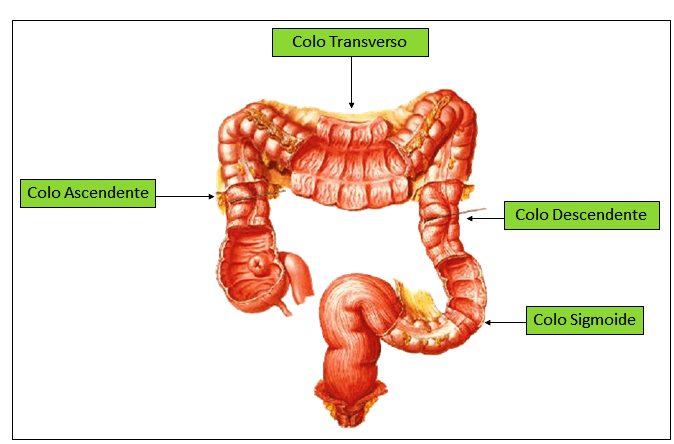 Colo Transverso
Colo Ascendente
Colo Descendente
Colo Sigmoide